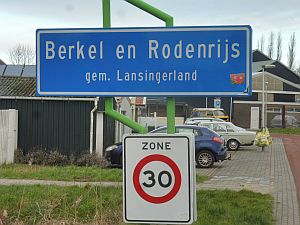 Berkel en Rodenrijs
gem. Lansingerland
ZONE
30